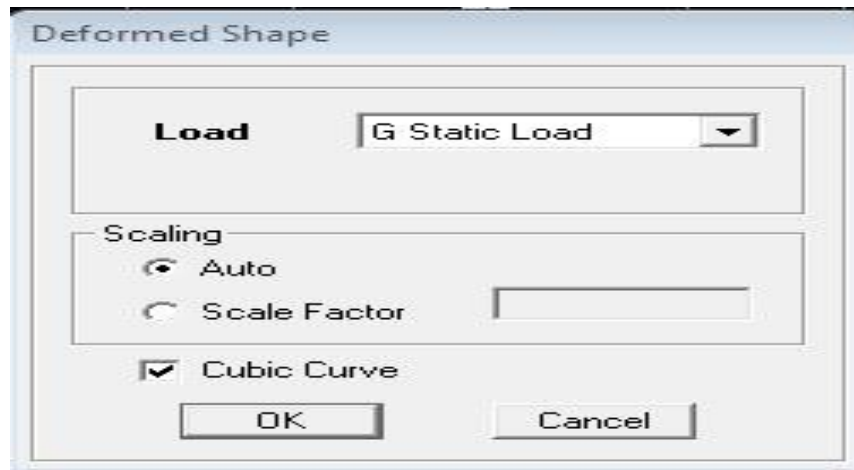 Deformed Shape
Load G Static Load
Scaling
Auto
Scale Factor
Cubic Curve
OK Cancel